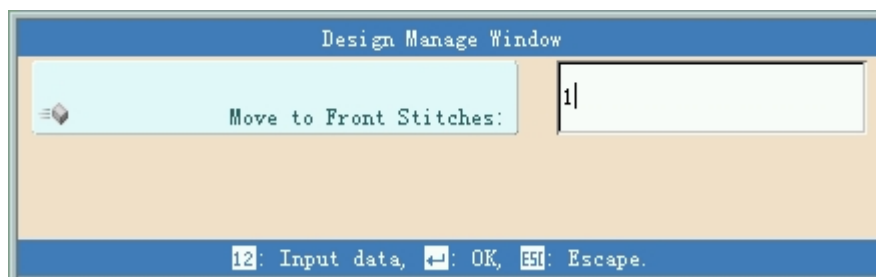 Design Manage Window
Move to Front Stitches: 1
12: Input data, ↵: OK, ESC: Escape.